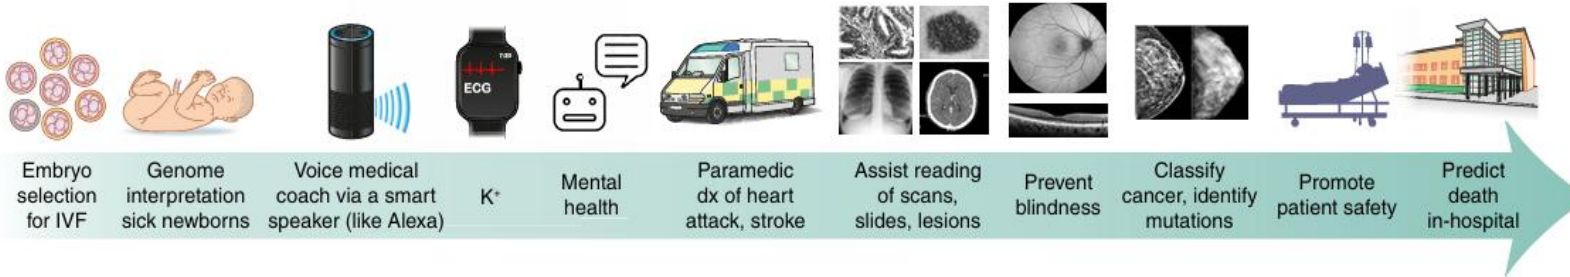 7:09
ECG
Embryo
selection
for IVF
Genome
interpretation
sick newborns
Voice medical
coach via a smart
speaker (like Alexa)
K⁺
Mental
health
Paramedic
dx of heart
attack, stroke
Assist reading
of scans,
slides, lesions
Prevent
blindness
Classify
cancer, identify
mutations
Promote
patient safety
Predict
death
in-hospital